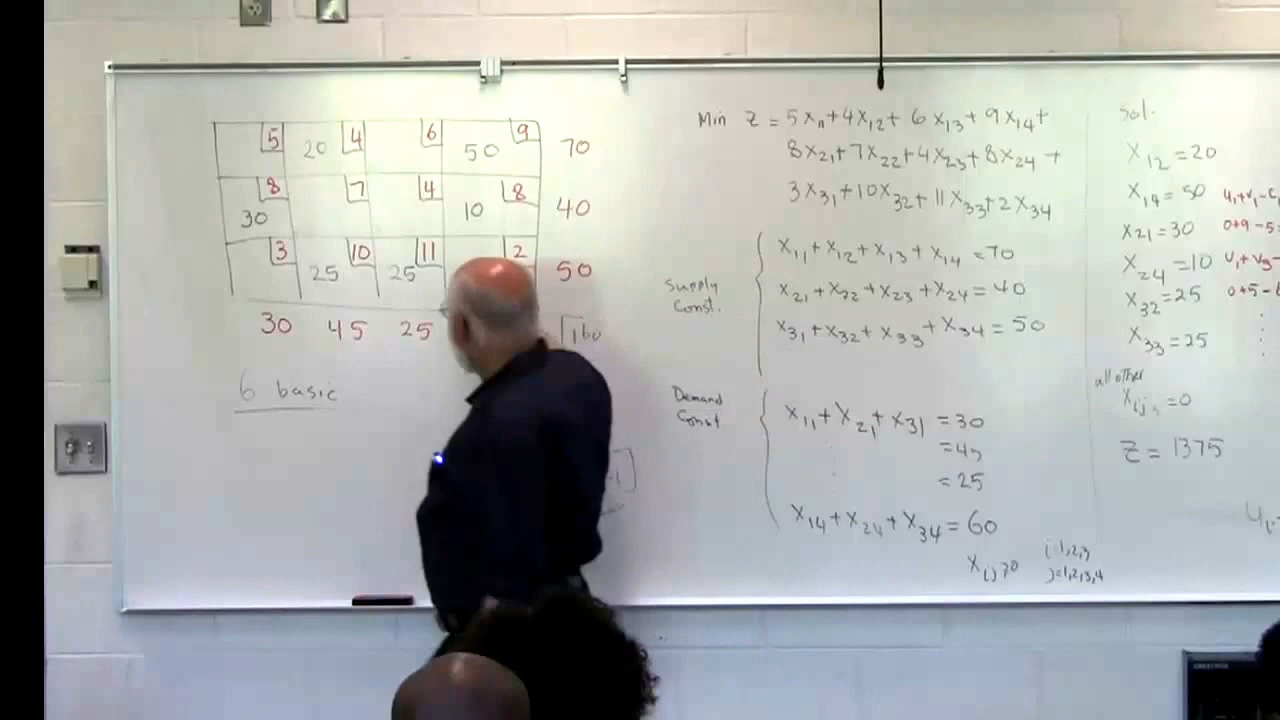 5 20 4 6 50 9 70
30 8 7 4 10 8 40
3 25 10 25 11 2 50
30 45 25 160
6 basic
Min Z = 5x11 + 4x12 + 6x13 + 9x14 +
8x21 + 7x22 + 4x23 + 8x24 +
3x31 + 10x32 + 11x33 + 2x34
Supply Const.
x11 + x12 + x13 + x14 = 70
x21 + x22 + x23 + x24 = 40
x31 + x32 + x33 + x34 = 50
Demand Const
x11 + x21 + x31 = 30
= 45
= 25
x14 + x24 + x34 = 60
xij ≥ 0 i=1,2,3
j=1,2,3,4
Sol.
x12 = 20
x14 = 50
x21 = 30
x24 = 10
x32 = 25
x33 = 25
all other
xij's = 0
Z = 1375
0+9-5=
0+5-6